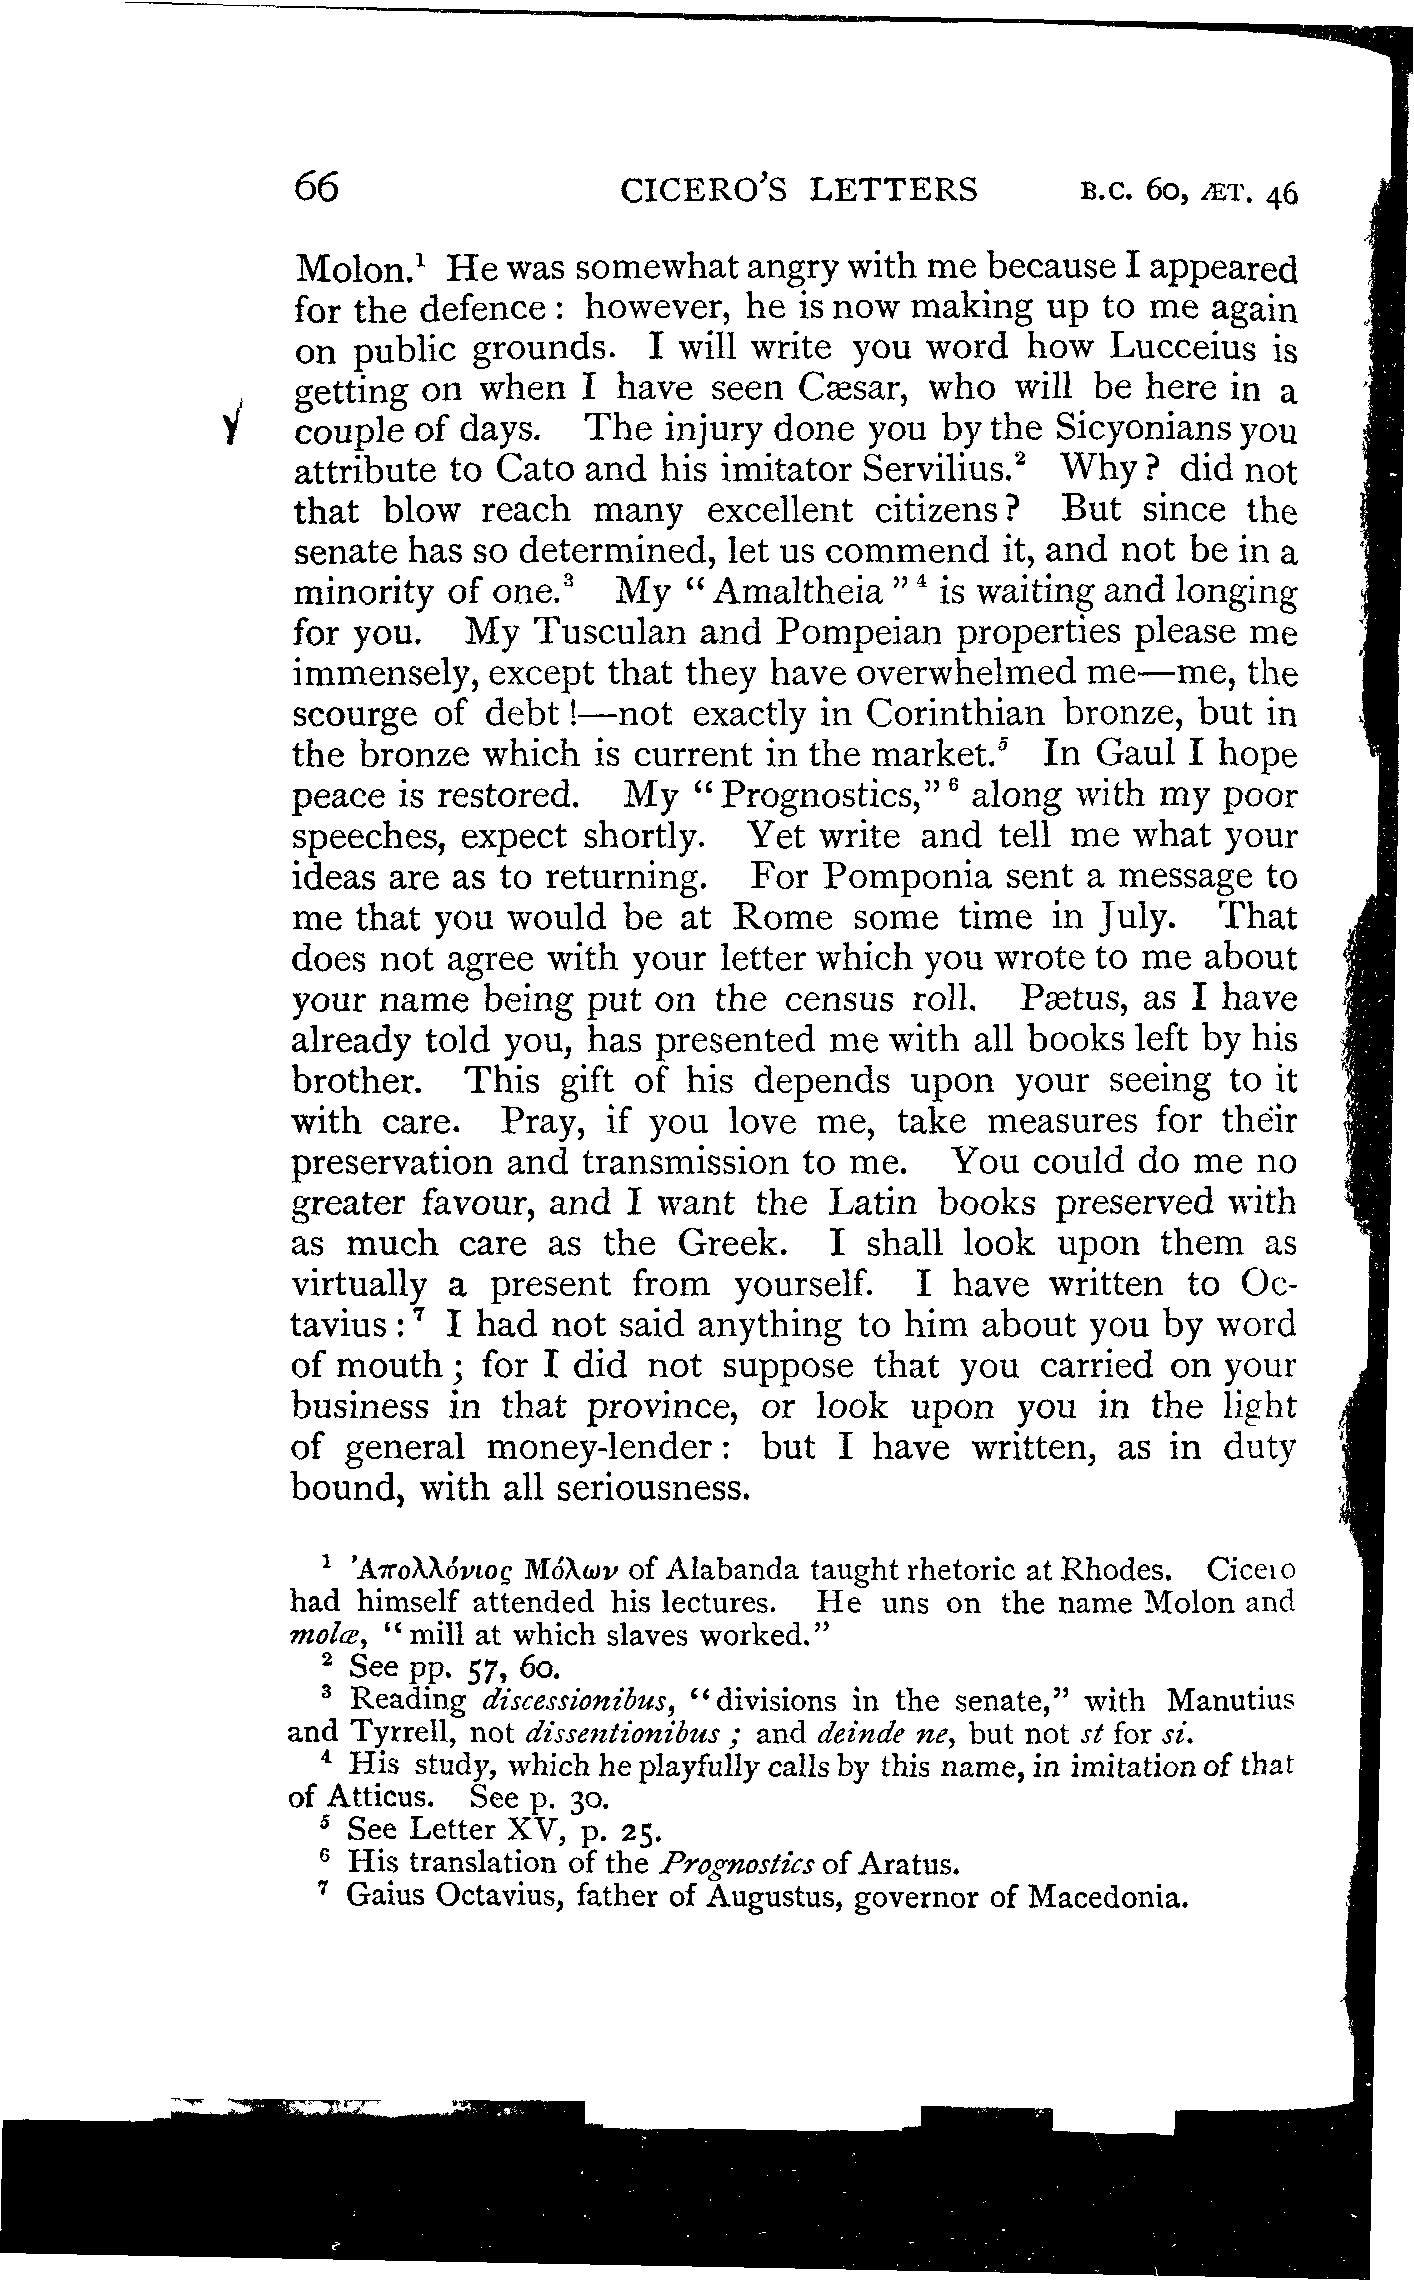 66 CICERO'S LETTERS B.C. 60, ÆT. 46
Molon.¹ He was somewhat angry with me because I appeared
for the defence : however, he is now making up to me again
on public grounds. I will write you word how Lucceius is
getting on when I have seen Cæsar, who will be here in a
couple of days. The injury done you by the Sicyonians you
attribute to Cato and his imitator Servilius.² Why? did not
that blow reach many excellent citizens? But since the
senate has so determined, let us commend it, and not be in a
minority of one.³ My “Amaltheia”⁴ is waiting and longing
for you. My Tusculan and Pompeian properties please me
immensely, except that they have overwhelmed me—me, the
scourge of debt !—not exactly in Corinthian bronze, but in
the bronze which is current in the market.⁵ In Gaul I hope
peace is restored. My “Prognostics,”⁶ along with my poor
speeches, expect shortly. Yet write and tell me what your
ideas are as to returning. For Pomponia sent a message to
me that you would be at Rome some time in July. That
does not agree with your letter which you wrote to me about
your name being put on the census roll. Pætus, as I have
already told you, has presented me with all books left by his
brother. This gift of his depends upon your seeing to it
with care. Pray, if you love me, take measures for their
preservation and transmission to me. You could do me no
greater favour, and I want the Latin books preserved with
as much care as the Greek. I shall look upon them as
virtually a present from yourself. I have written to Oc-
tavius :⁷ I had not said anything to him about you by word
of mouth ; for I did not suppose that you carried on your
business in that province, or look upon you in the light
of general money-lender : but I have written, as in duty
bound, with all seriousness.
¹ Ἀπολλόνιος Μόλων of Alabanda taught rhetoric at Rhodes. Cicero
had himself attended his lectures. He uns on the name Molon and
molæ, “mill at which slaves worked.”
² See pp. 57, 60.
³ Reading discessionibus, “divisions in the senate,” with Manutius
and Tyrrell, not dissentionibus ; and deinde ne, but not st for si.
⁴ His study, which he playfully calls by this name, in imitation of that
of Atticus. See p. 30.
⁵ See Letter XV, p. 25.
⁶ His translation of the Prognostics of Aratus.
⁷ Gaius Octavius, father of Augustus, governor of Macedonia.